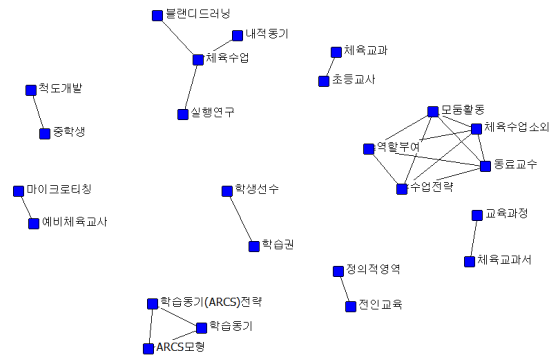 블랜디드러닝
내적동기
체육수업
실행연구
체육교과
초등교사
척도개발
중학생
모둠활동
체육수업소외
역할부여
동료교수
수업전략
마이크로티칭
예비체육교사
학생선수
학습권
교육과정
체육교과서
정의적영역
전인교육
학습동기(ARCS)전략
학습동기
ARCS모형